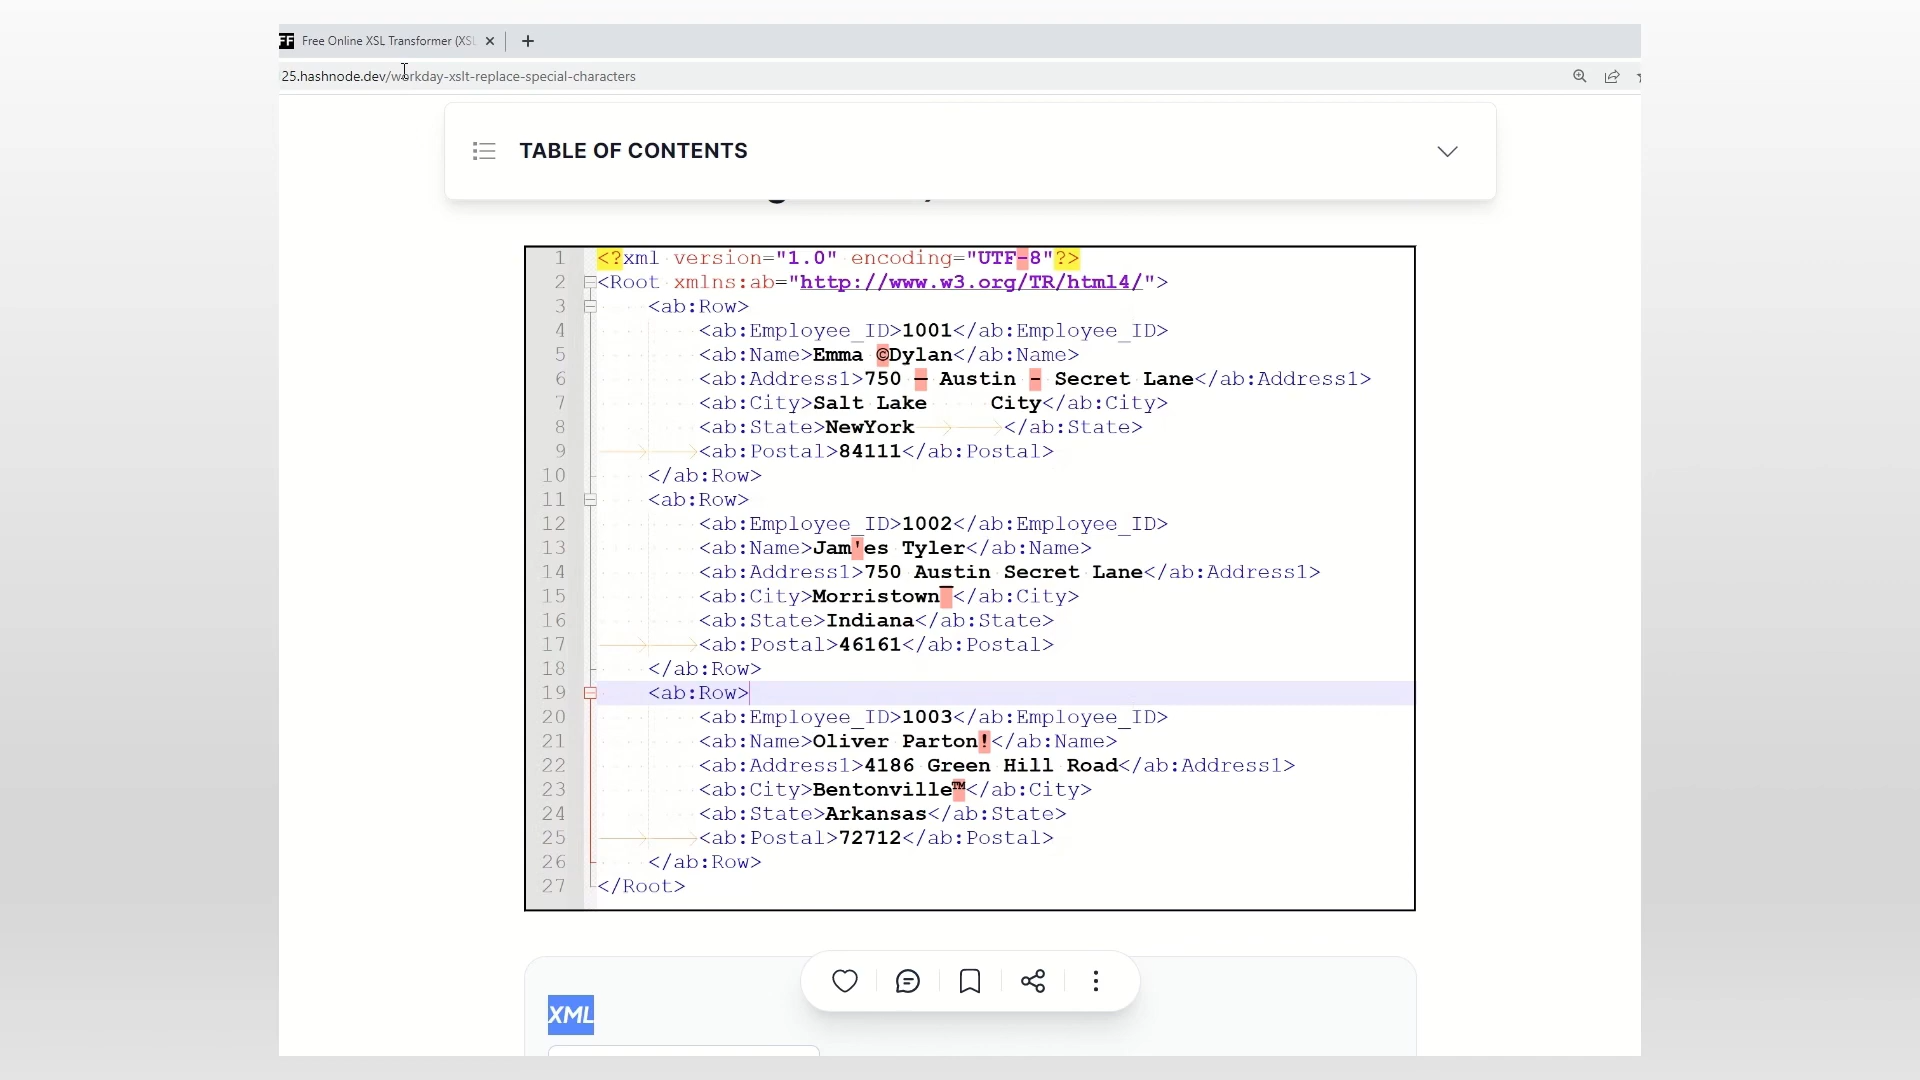 FF Free Online XSL Transformer (XSL
25.hashnode.dev/workday-xslt-replace-special-characters
TABLE OF CONTENTS
1 <?xml version="1.0" encoding="UTF-8"?>
2 <Root xmlns:ab="http://www.w3.org/TR/html4/">
3 <ab:Row>
4 <ab:Employee_ID>1001</ab:Employee_ID>
5 <ab:Name>Emma ©Dylan</ab:Name>
6 <ab:Address1>750 – Austin - Secret Lane</ab:Address1>
7 <ab:City>Salt Lake     City</ab:City>
8 <ab:State>NewYork		</ab:State>
9 <ab:Postal>84111</ab:Postal>
10 </ab:Row>
11 <ab:Row>
12 <ab:Employee_ID>1002</ab:Employee_ID>
13 <ab:Name>Jam'es Tyler</ab:Name>
14 <ab:Address1>750 Austin Secret Lane</ab:Address1>
15 <ab:City>Morristown¯</ab:City>
16 <ab:State>Indiana</ab:State>
17 <ab:Postal>46161</ab:Postal>
18 </ab:Row>
19 <ab:Row>
20 <ab:Employee_ID>1003</ab:Employee_ID>
21 <ab:Name>Oliver Parton!</ab:Name>
22 <ab:Address1>4186 Green Hill Road</ab:Address1>
23 <ab:City>Bentonville™</ab:City>
24 <ab:State>Arkansas</ab:State>
25 <ab:Postal>72712</ab:Postal>
26 </ab:Row>
27 </Root>
XML